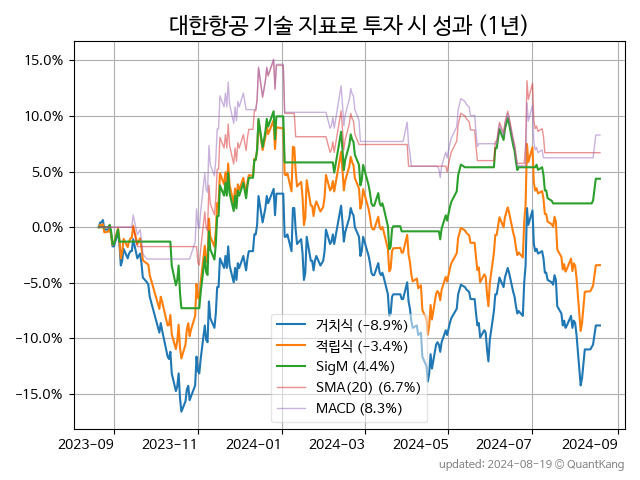 대한항공 기술 지표로 투자 시 성과 (1년)
15.0%
10.0%
5.0%
0.0%
−5.0%
−10.0%
−15.0%
거치식 (−8.9%)
적립식 (−3.4%)
SigM (4.4%)
SMA(20) (6.7%)
MACD (8.3%)
2023-09 2023-11 2024-01 2024-03 2024-05 2024-07 2024-09
updated: 2024-08-19 © QuantKang